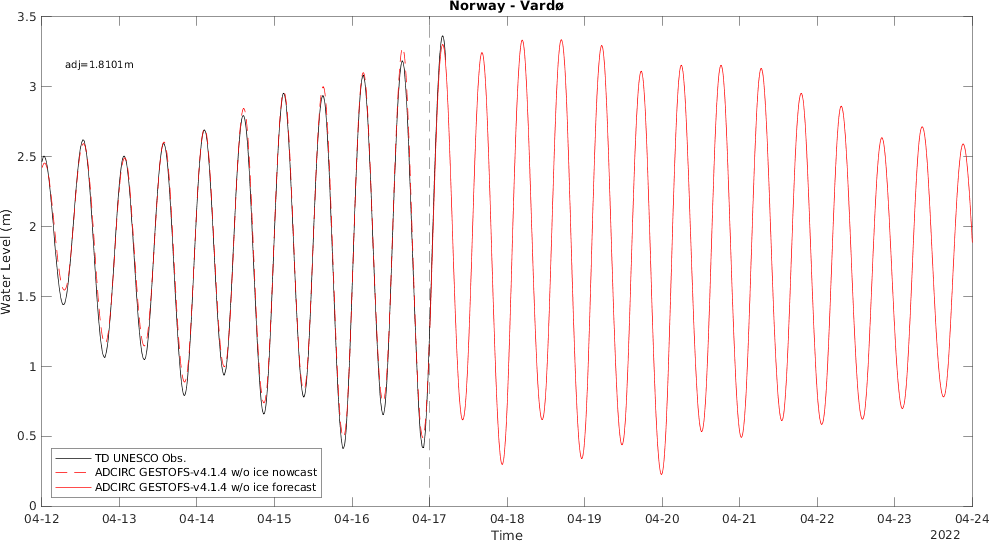 Norway - Vardø
3.5
adj=1.8101m
3
2.5
2
1.5
1
0.5
0
Water Level (m)
TD UNESCO Obs.
ADCIRC GESTOFS-v4.1.4 w/o ice nowcast
ADCIRC GESTOFS-v4.1.4 w/o ice forecast
04-12 04-13 04-14 04-15 04-16 04-17 04-18 04-19 04-20 04-21 04-22 04-23 04-24
Time
2022